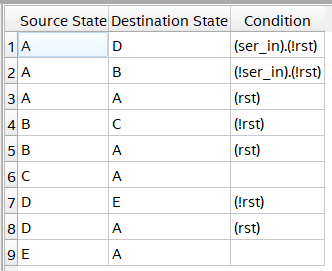 Source State Destination State Condition
1 A D (ser_in).(!rst)
2 A B (!ser_in).(!rst)
3 A A (rst)
4 B C (!rst)
5 B A (rst)
6 C A
7 D E (!rst)
8 D A (rst)
9 E A